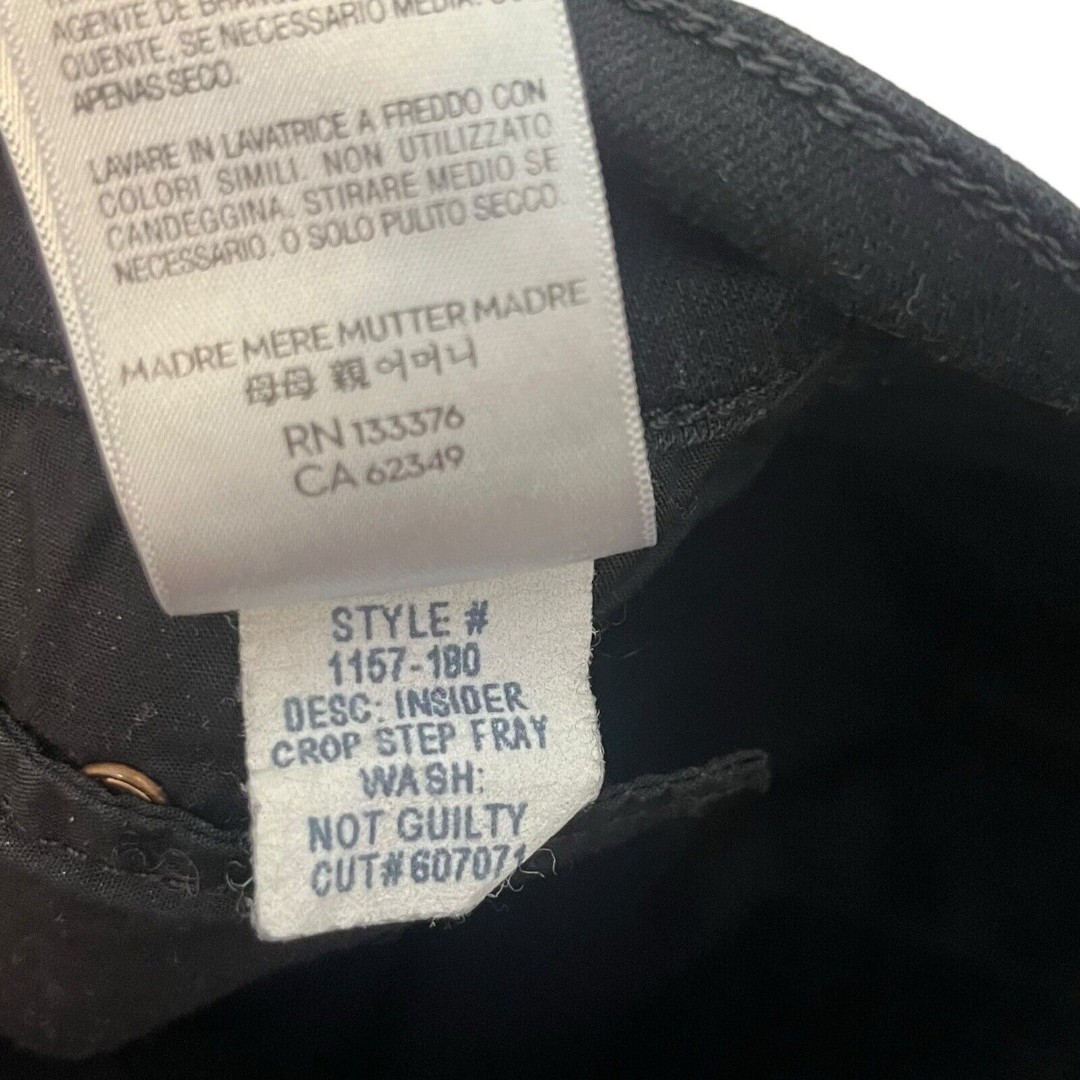 AGENTE DE
QUENTE, SE NECESSARIO MEDIA.
APENAS SECO.
LAVARE IN LAVATRICE A FREDDO CON
COLORI SIMILI. NON UTILIZZATO
CANDEGGINA. STIRARE MEDIO SE
NECESSARIO, O SOLO PULITO SECCO.
MADRE MERE MUTTER MADRE
母母 親 어머니
RN 133376
CA 62349
STYLE #
1157-180
DESC: INSIDER
CROP STEP FRAY
WASH:
NOT GUILTY
CUT# 607071